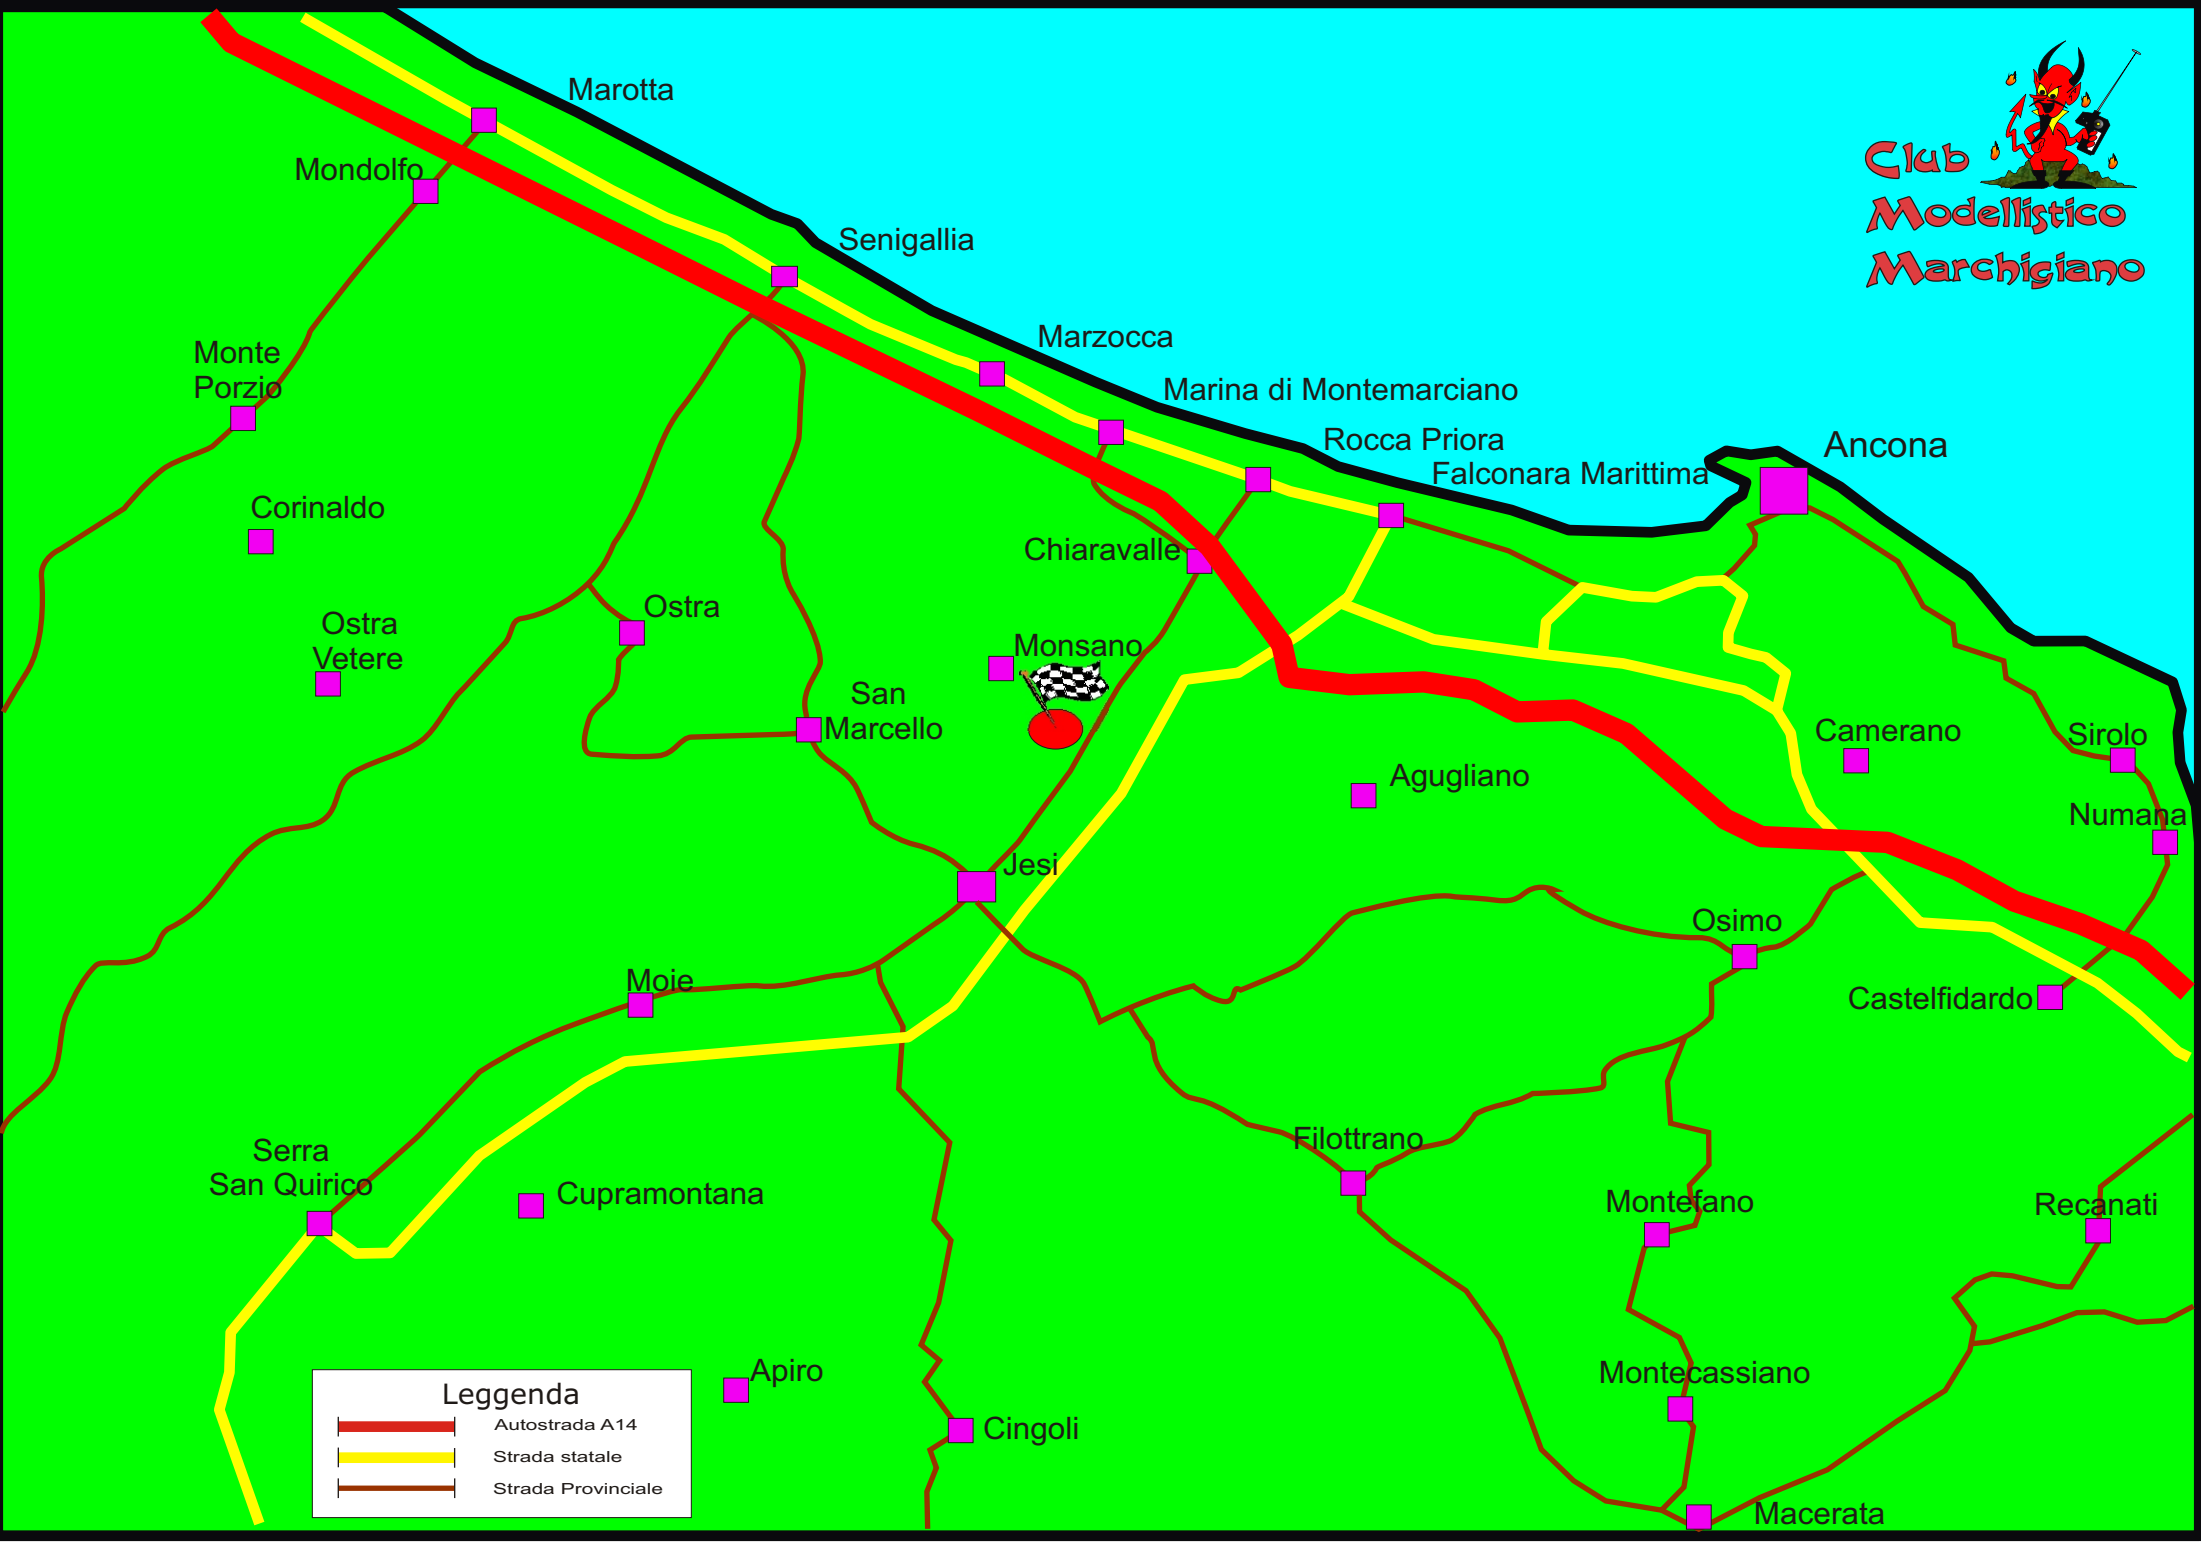 Marotta
Mondolfo
Senigallia
Club
Modellistico
Marchigiano
Monte
Porzio
Marzocca
Marina di Montemarciano
Rocca Priora
Falconara Marittima
Ancona
Corinaldo
Chiaravalle
Ostra
Vetere
Ostra
Monsano
San
Marcello
Camerano
Sirolo
Agugliano
Numana
Jesi
Osimo
Moie
Castelfidardo
Serra
San Quirico
Cupramontana
Filottrano
Montefano
Recanati
Apiro
Cingoli
Montecassiano
Macerata
Leggenda
Autostrada A14
Strada statale
Strada Provinciale